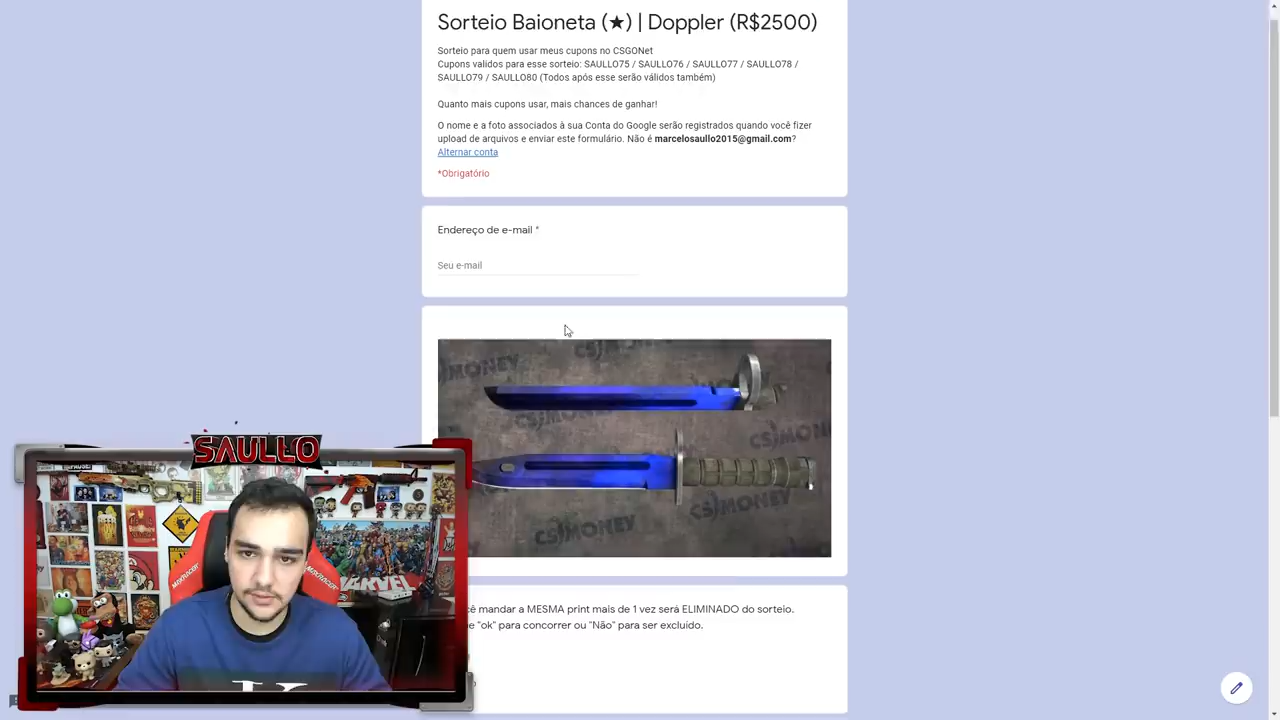 Sorteio Baioneta (★) | Doppler (R$2500)
Sorteio para quem usar meus cupons no CSGONet
Cupons validos para esse sorteio: SAULLO75 / SAULLO76 / SAULLO77 / SAULLO78 /
SAULLO79 / SAULLO80 (Todos após esse serão válidos também)
Quanto mais cupons usar, mais chances de ganhar!
O nome e a foto associados à sua Conta do Google serão registrados quando você fizer
upload de arquivos e enviar este formulário. Não é marcelosaullo2015@gmail.com?
Alternar conta
*Obrigatório
Endereço de e-mail *
Seu e-mail
CS)MONEY
CS)MONEY
CS)MONEY
CS)MONEY
SAULLO
MAXRACER
MARVEL
mandar a MESMA print mais de 1 vez será ELIMINADO do sorteio.
"ok" para concorrer ou "Não" para ser excluído.